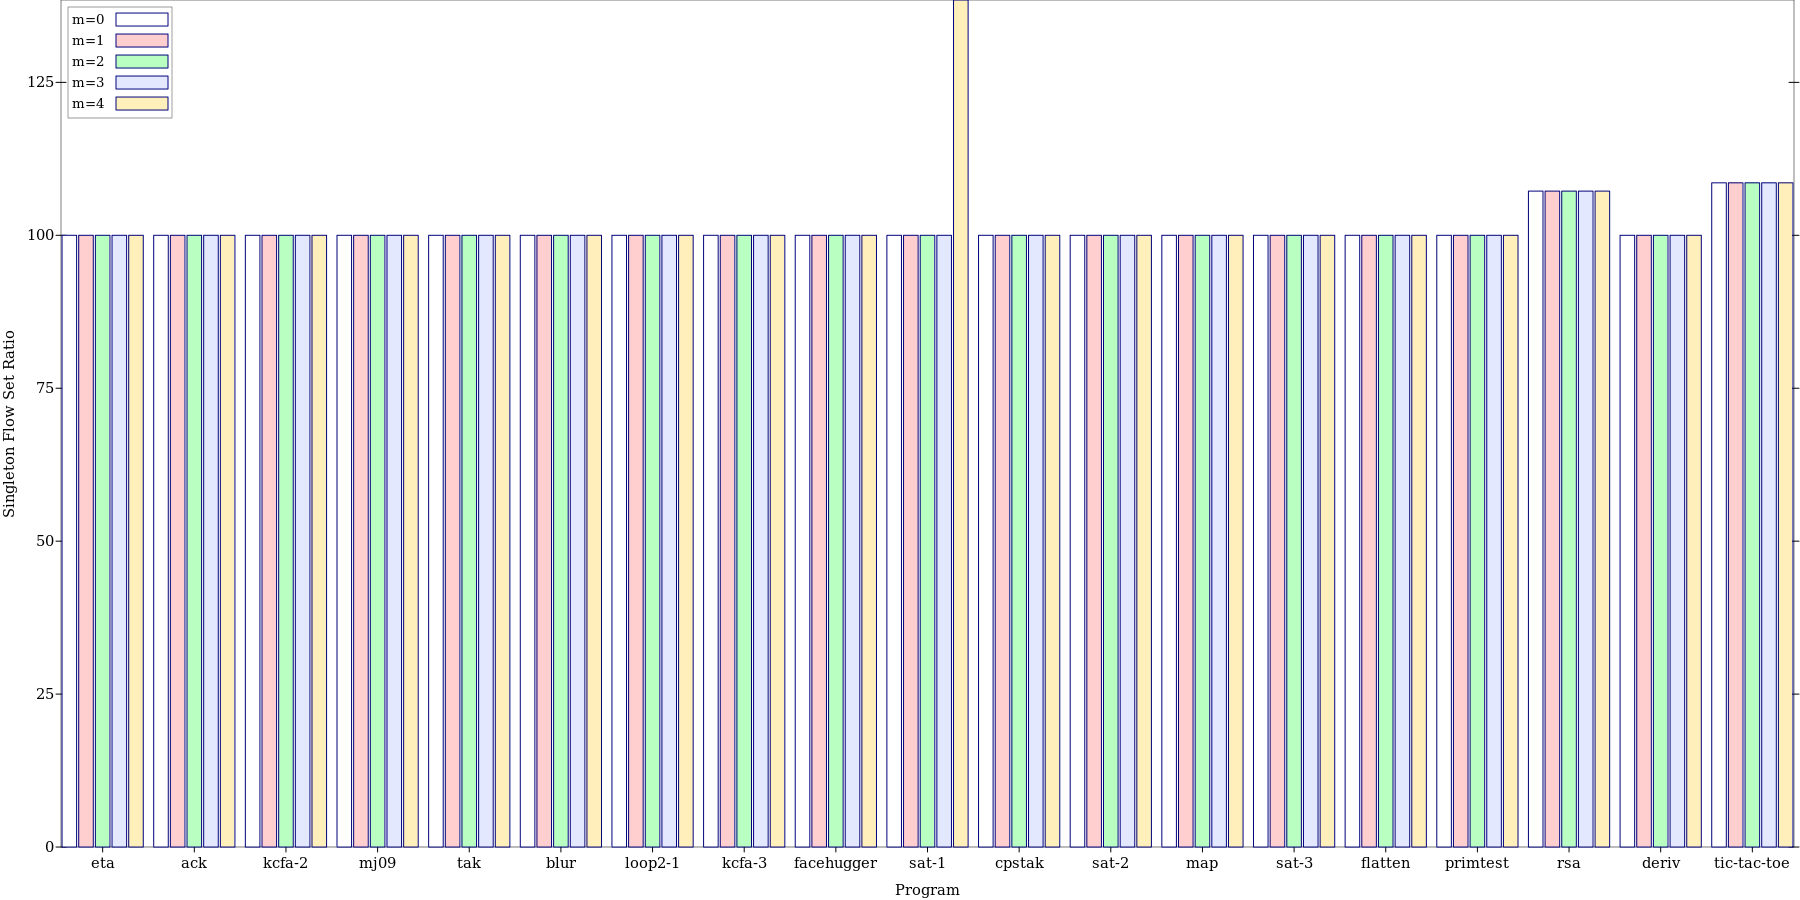 m=0
m=1
m=2
m=3
m=4
125
100
75
50
25
0
Singleton Flow Set Ratio
eta ack kcfa-2 mj09 tak blur loop2-1 kcfa-3 facehugger sat-1 cpstak sat-2 map sat-3 flatten primtest rsa deriv tic-tac-toe
Program